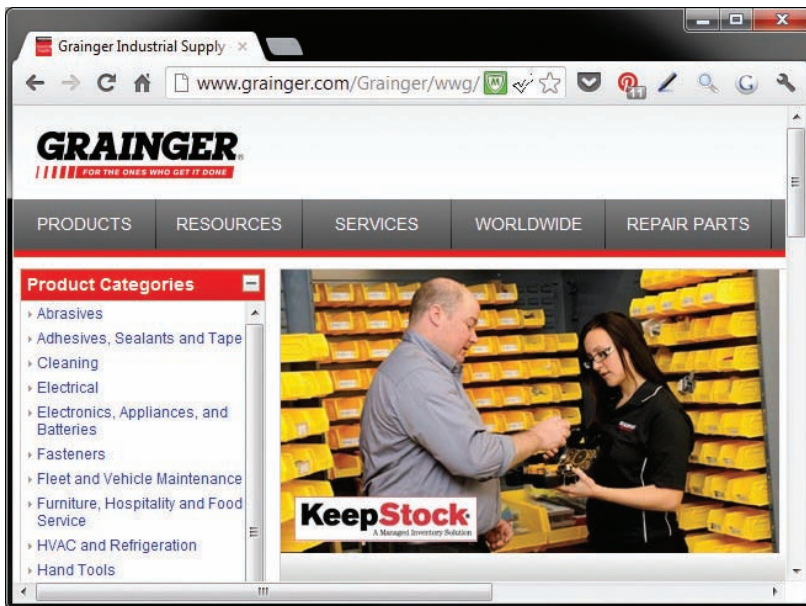 Grainger Industrial Supply
www.grainger.com/Grainger/wwg/
11
GRAINGER
FOR THE ONES WHO GET IT DONE
PRODUCTS RESOURCES SERVICES WORLDWIDE REPAIR PARTS
Product Categories
Abrasives
Adhesives, Sealants and Tape
Cleaning
Electrical
Electronics, Appliances, and
Batteries
Fasteners
Fleet and Vehicle Maintenance
Furniture, Hospitality and Food
Service
HVAC and Refrigeration
Hand Tools
KeepStock
A Managed Inventory Solution